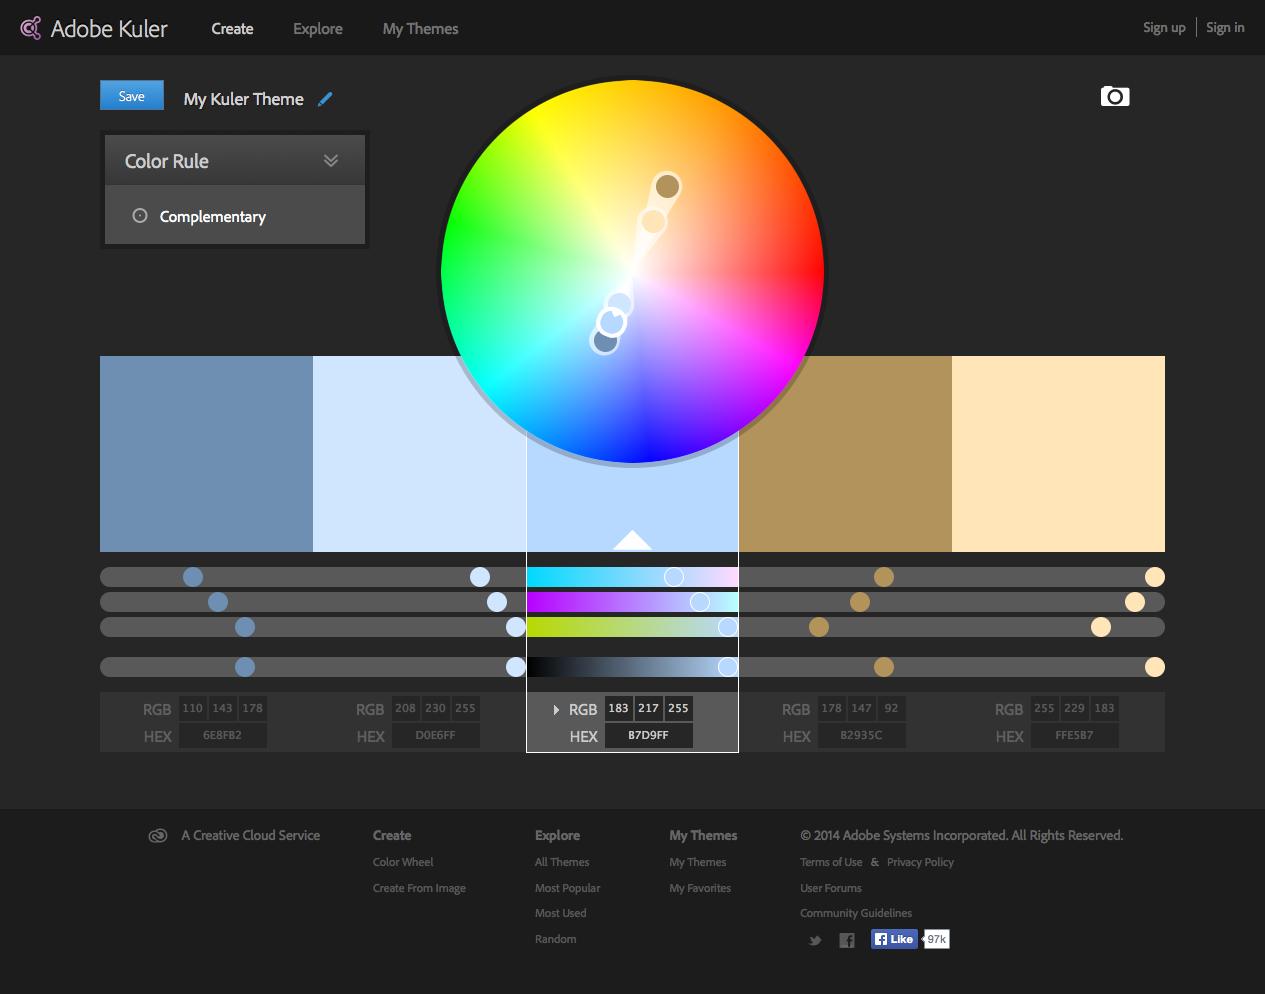 Adobe Kuler Create Explore My Themes Sign up Sign in
Save My Kuler Theme
Color Rule
Complementary
RGB 110 143 178 RGB 208 230 255 RGB 183 217 255 RGB 178 147 92 RGB 255 229 183
HEX 6E8FB2 HEX D0E6FF HEX B7D9FF HEX B2935C HEX FFE5B7
A Creative Cloud Service Create Explore My Themes © 2014 Adobe Systems Incorporated. All Rights Reserved.
Color Wheel All Themes My Themes Terms of Use & Privacy Policy
Create From Image Most Popular My Favorites User Forums
Most Used Community Guidelines
Random Like 97k